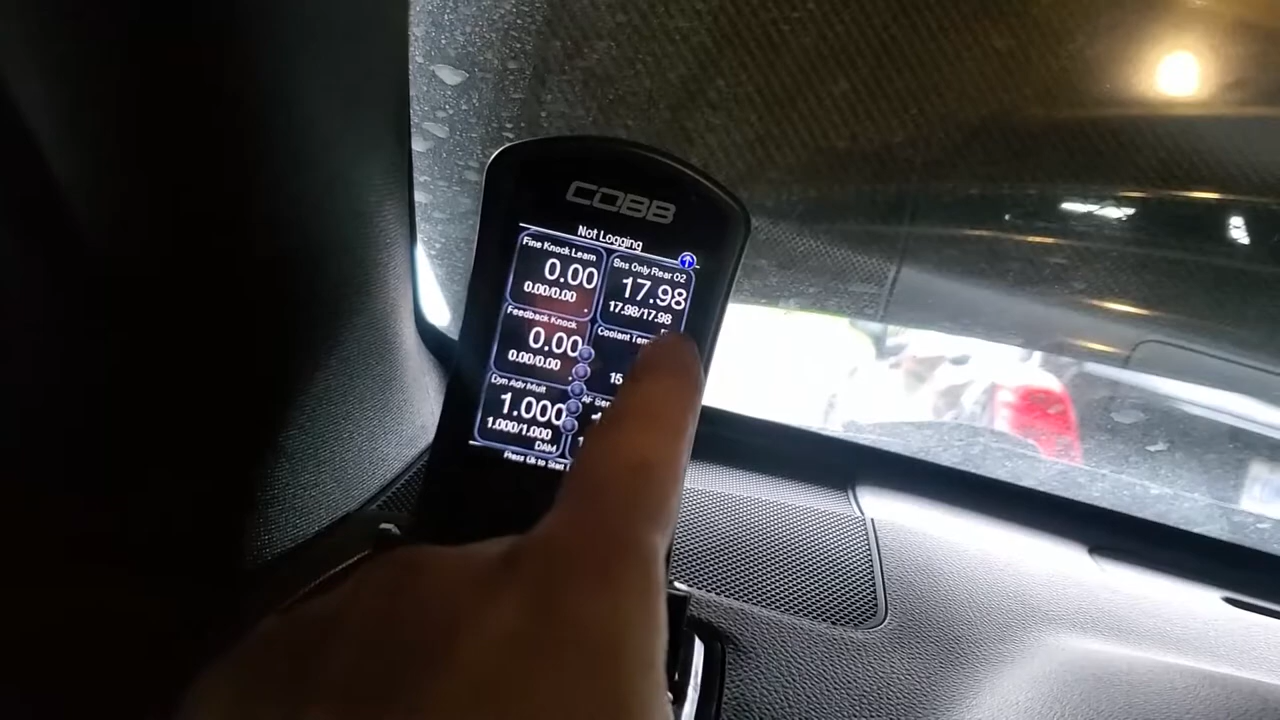 COBB
Not Logging
Fine Knock Learn
0.00
0.00/0.00
Sns Only Rear O2
17.98
17.98/17.98
Feedback Knock
0.00
0.00/0.00
Coolant Tem
15
Dyn Adv Mult
1.000
1.000/1.000
DAM
AF Sen
Press Ok to Start